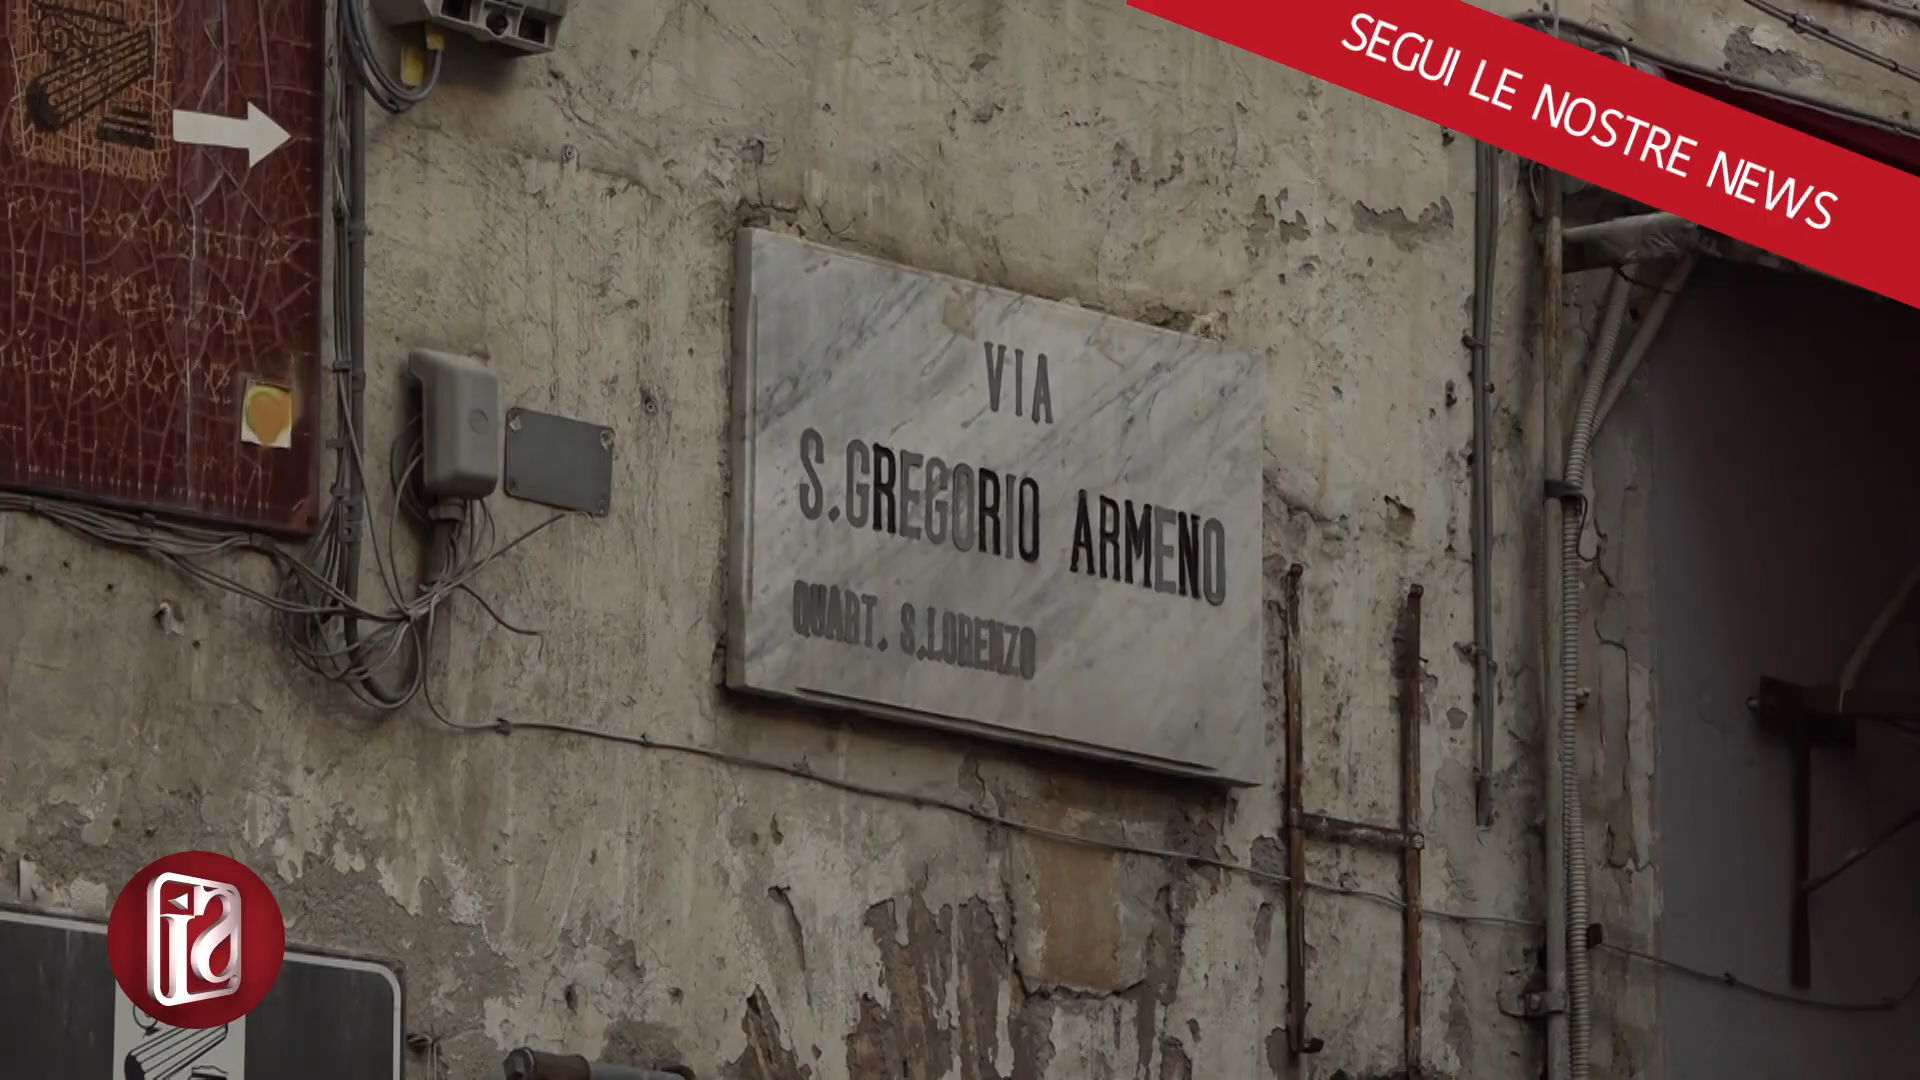 SEGUI LE NOSTRE NEWS
VIA
S. GREGORIO ARMENO
QUART. S. LORENZO